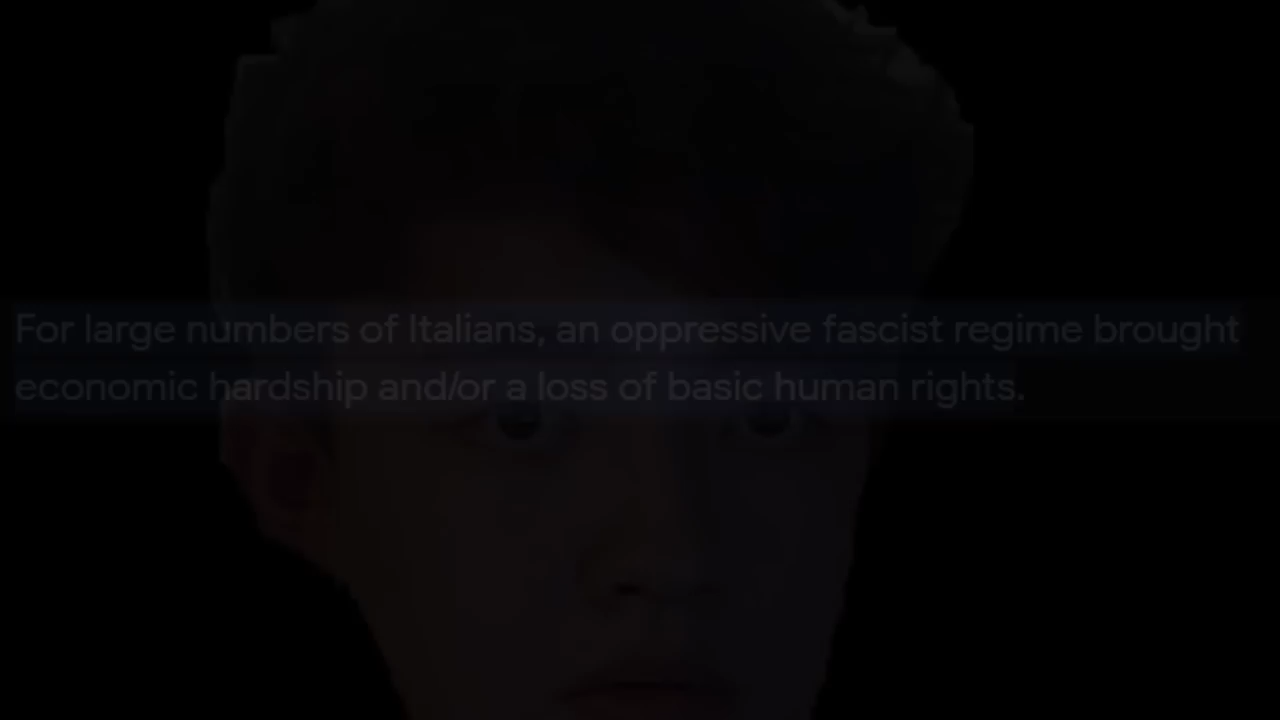 For large numbers of Italians, an oppressive fascist regime brought
economic hardship and/or a loss of basic human rights.